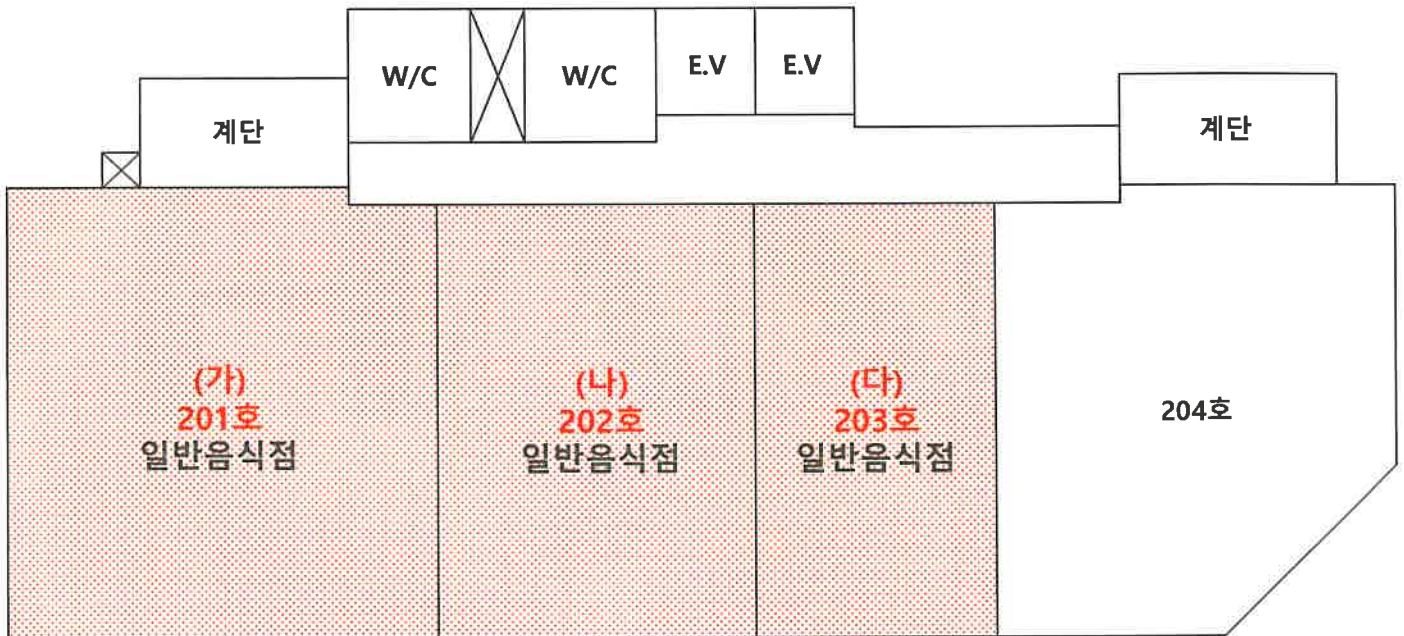 W/C
W/C
E.V
E.V
계단
계단
(가)
201호
일반음식점
(나)
202호
일반음식점
(다)
203호
일반음식점
204호